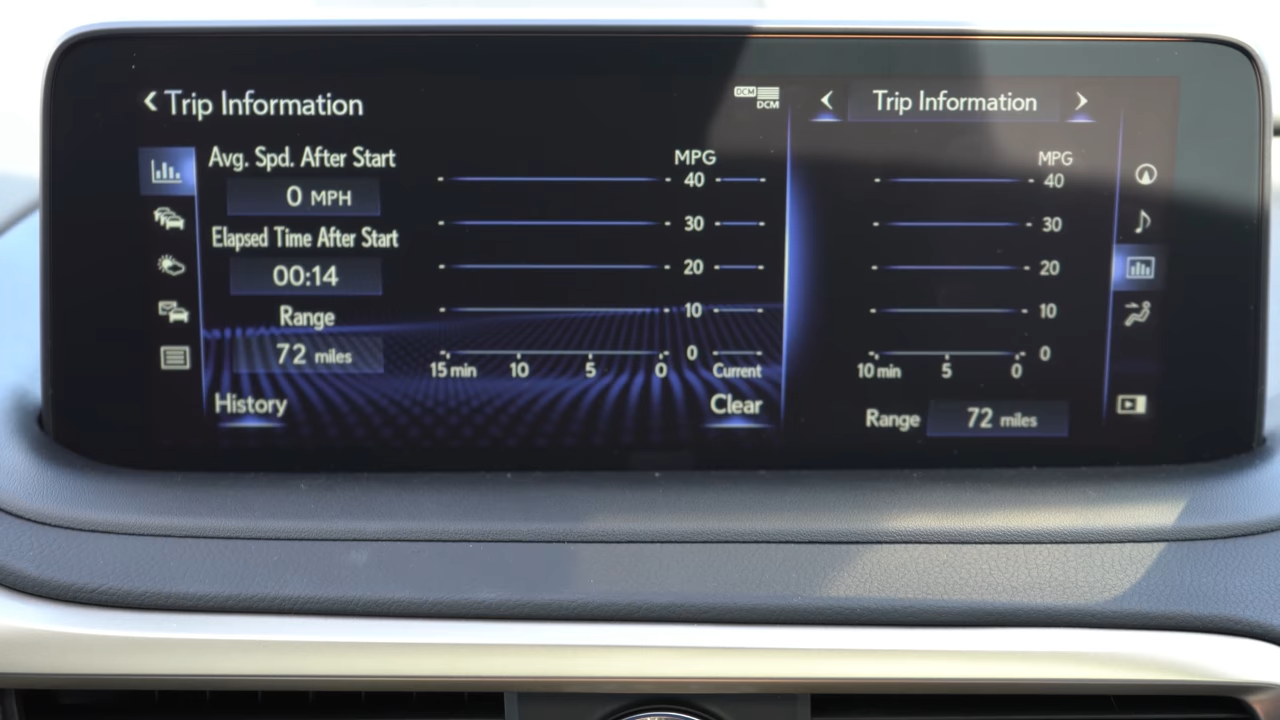 Trip Information
DCM
DCM
Avg. Spd. After Start
0 MPH
Elapsed Time After Start
00:14
Range
72 miles
History
MPG
40
30
20
10
0
15 min 10 5 0 Current
Clear
Trip Information
MPG
40
30
20
10
0
10 min 5 0
Range 72 miles